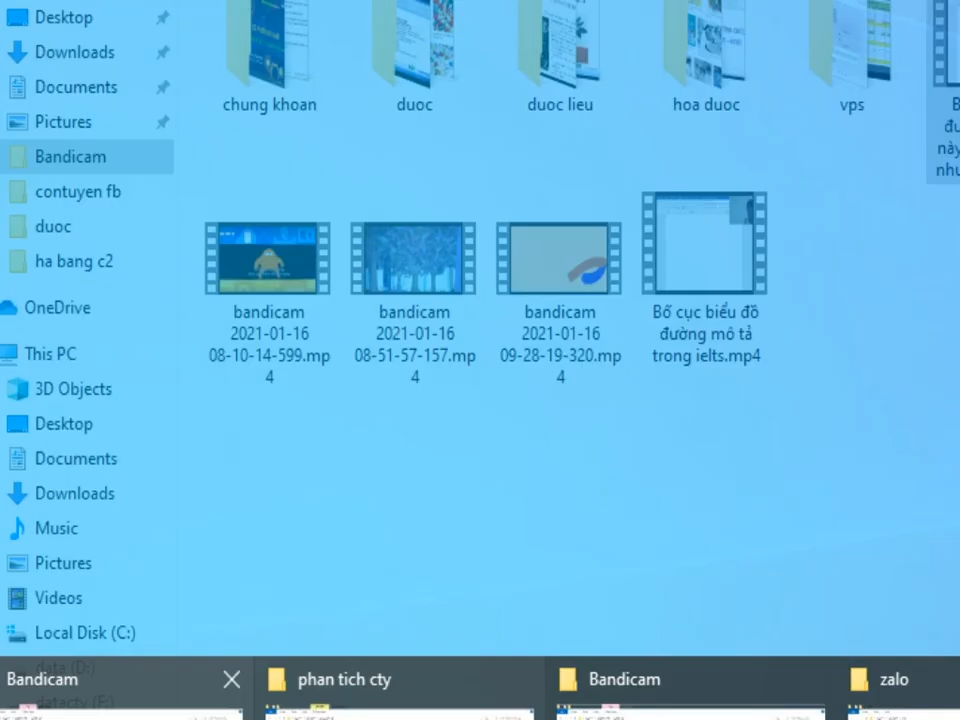 Desktop
Downloads
Documents
Pictures
Bandicam
contuyen fb
duoc
ha bang c2
OneDrive
This PC
3D Objects
Desktop
Documents
Downloads
Music
Pictures
Videos
Local Disk (C:)
data (D:)
chung khoan
duoc
duoc lieu
hoa duoc
vps
bandicam
2021-01-16
08-10-14-599.mp
4
bandicam
2021-01-16
08-51-57-157.mp
4
bandicam
2021-01-16
09-28-19-320.mp
4
Bố cục biểu đồ
đường mô tả
trong ielts.mp4
Bandicam
phan tich cty
Bandicam
zalo